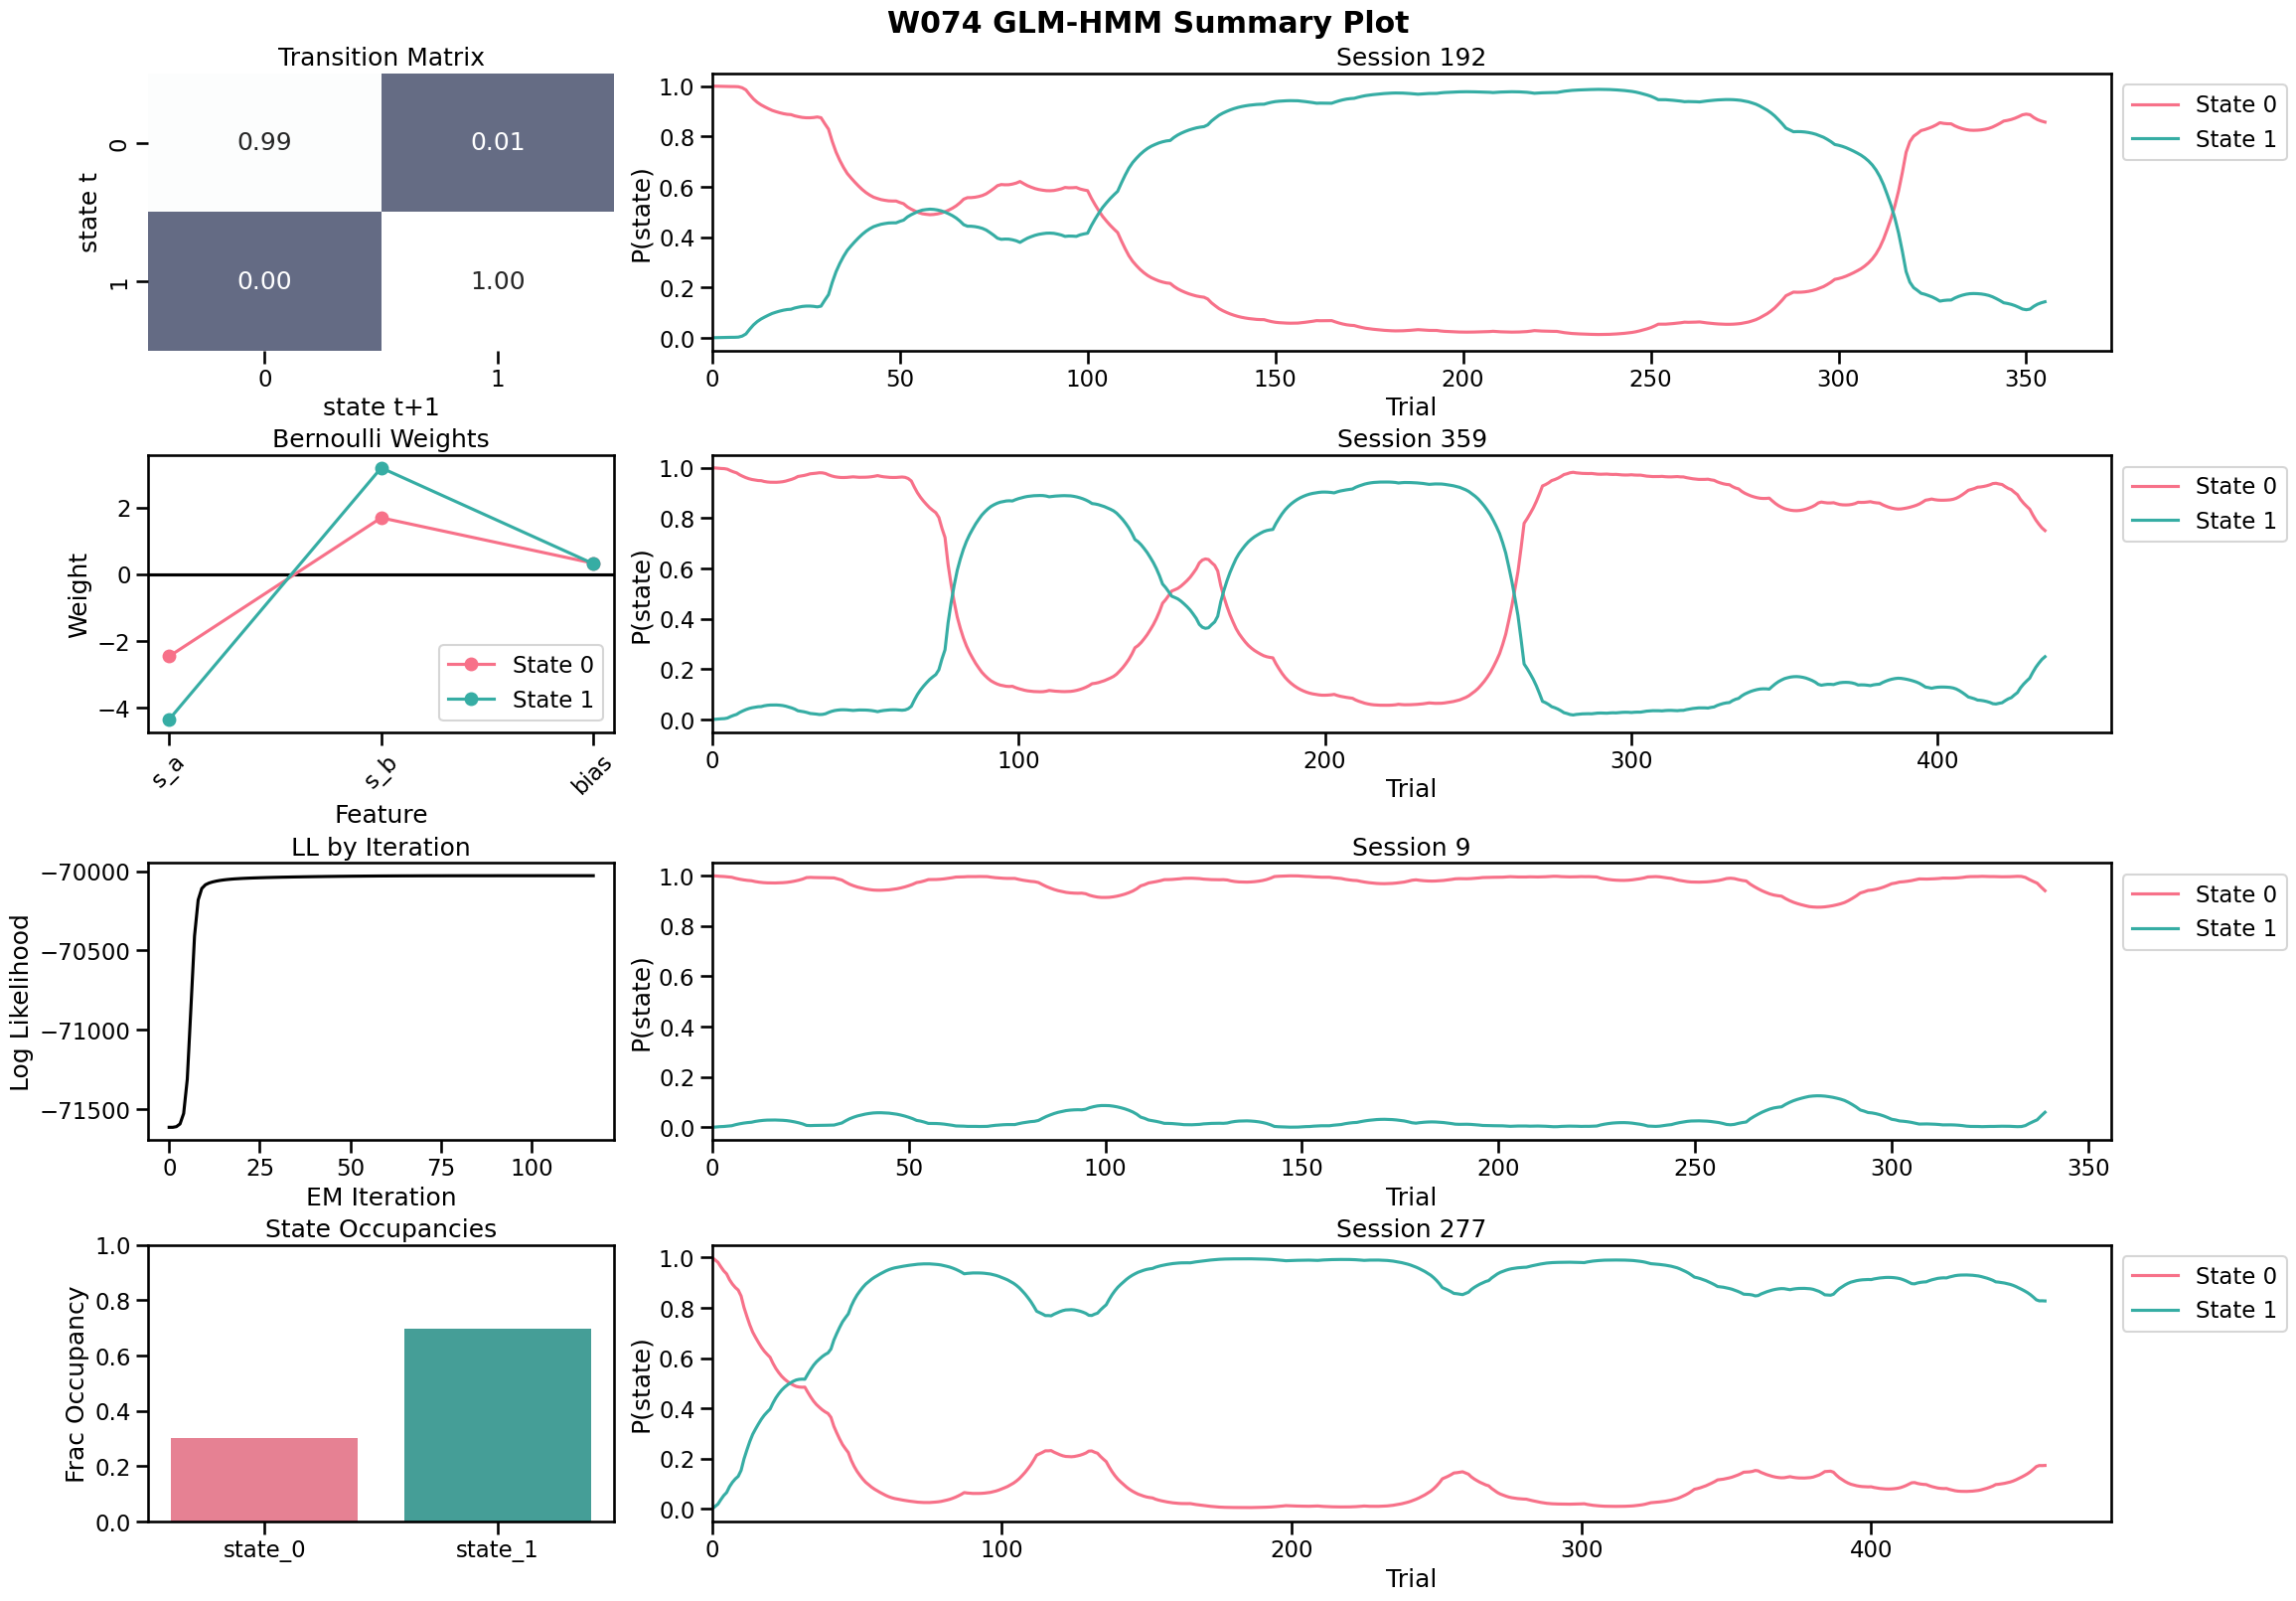 W074 GLM-HMM Summary Plot
Transition Matrix
state t
0
1
0.99
0.01
0.00
1.00
0
1
state t+1
Session 192
P(state)
1.0
0.8
0.6
0.4
0.2
0.0
0
50
100
150
200
250
300
350
Trial
State 0
State 1
Bernoulli Weights
Weight
2
0
−2
−4
State 0
State 1
s_a
s_b
bias
Feature
Session 359
P(state)
1.0
0.8
0.6
0.4
0.2
0.0
0
100
200
300
400
Trial
State 0
State 1
LL by Iteration
Log Likelihood
−70000
−70500
−71000
−71500
0
25
50
75
100
EM Iteration
Session 9
P(state)
1.0
0.8
0.6
0.4
0.2
0.0
0
50
100
150
200
250
300
350
Trial
State 0
State 1
State Occupancies
Frac Occupancy
1.0
0.8
0.6
0.4
0.2
0.0
state_0
state_1
Session 277
P(state)
1.0
0.8
0.6
0.4
0.2
0.0
0
100
200
300
400
Trial
State 0
State 1